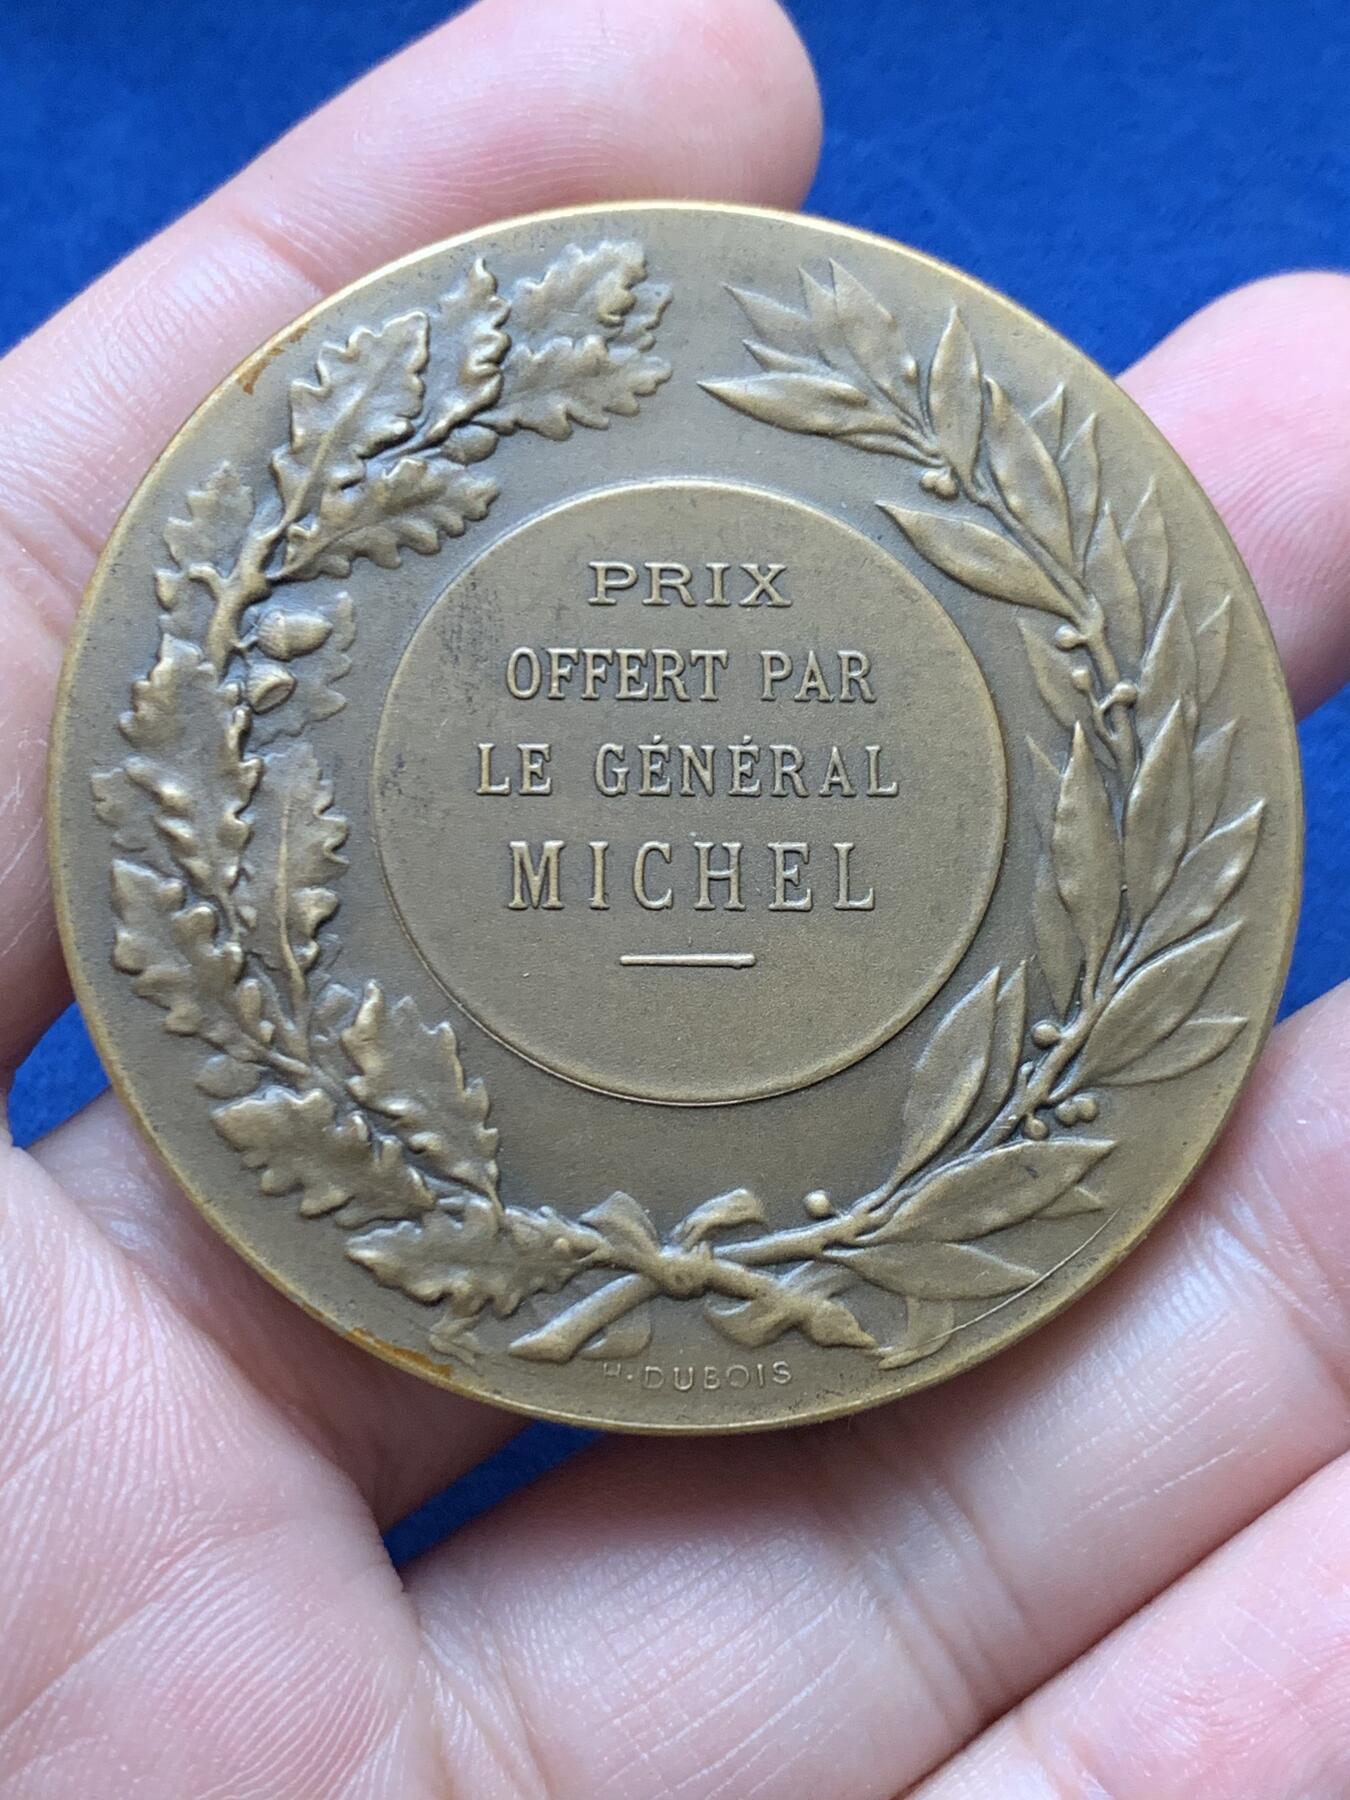 PRIX
OFFERT PAR
LE GÉNÉRAL
MICHEL
H. DUBOIS